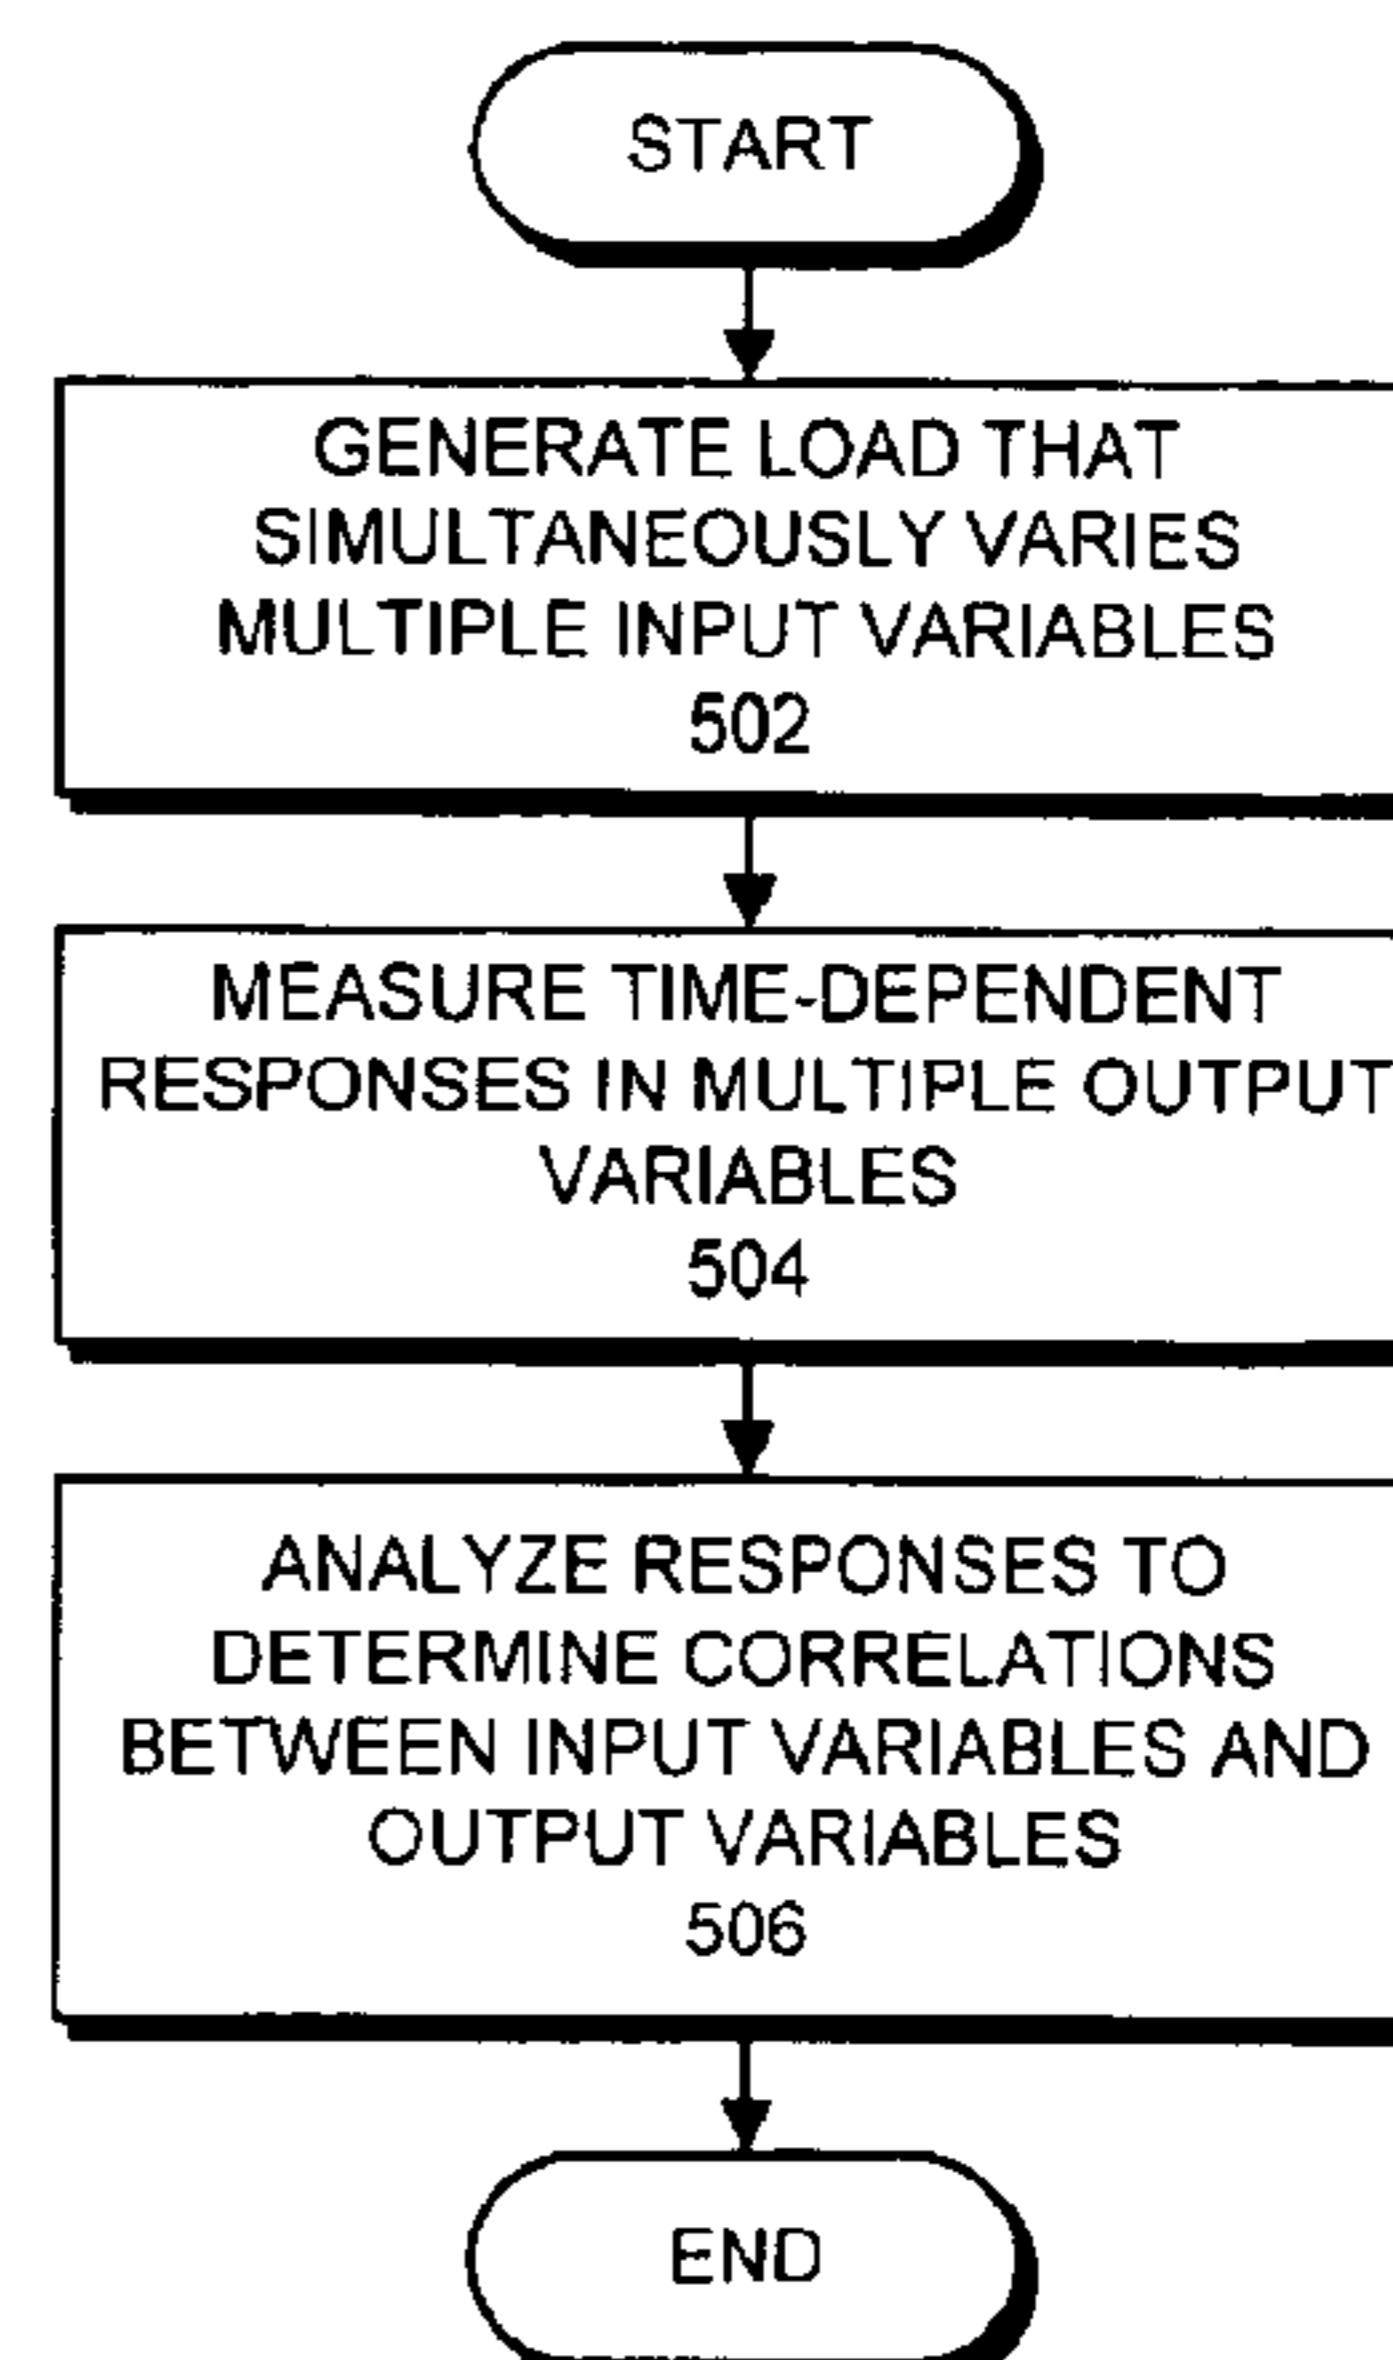 START
GENERATE LOAD THAT
SIMULTANEOUSLY VARIES
MULTIPLE INPUT VARIABLES
502
MEASURE TIME-DEPENDENT
RESPONSES IN MULTIPLE OUTPUT
VARIABLES
504
ANALYZE RESPONSES TO
DETERMINE CORRELATIONS
BETWEEN INPUT VARIABLES AND
OUTPUT VARIABLES
506
END